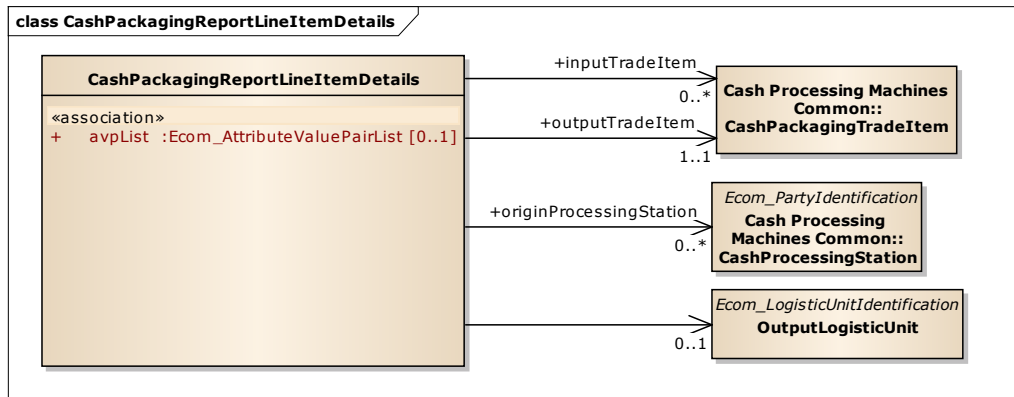 class CashPackagingReportLineItemDetails
CashPackagingReportLineItemDetails
«association»
+ avpList :Ecom_AttributeValuePairList [0..1]
+inputTradeItem
0..*
+outputTradeItem
1..1
Cash Processing Machines
Common::
CashPackagingTradeItem
+originProcessingStation
0..*
Ecom_PartyIdentification
Cash Processing
Machines Common::
CashProcessingStation
0..1
Ecom_LogisticUnitIdentification
OutputLogisticUnit